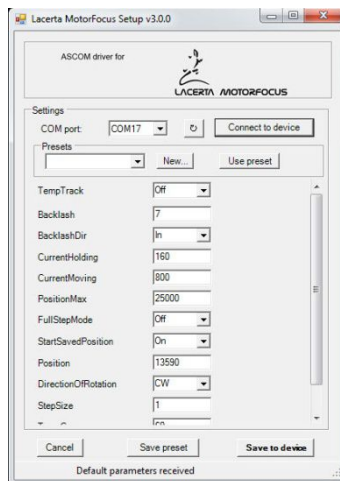 Lacerta MotorFocus Setup v3.0.0
ASCOM driver for
LACERTA MOTORFOCUS
Settings
COM port: COM17 Connect to device
Presets
New... Use preset
TempTrack Off
Backlash 7
BacklashDir In
CurrentHolding 160
CurrentMoving 800
PositionMax 25000
FullStepMode Off
StartSavedPosition On
Position 13590
DirectionOfRotation CW
StepSize 1
Cancel Save preset Save to device
Default parameters received